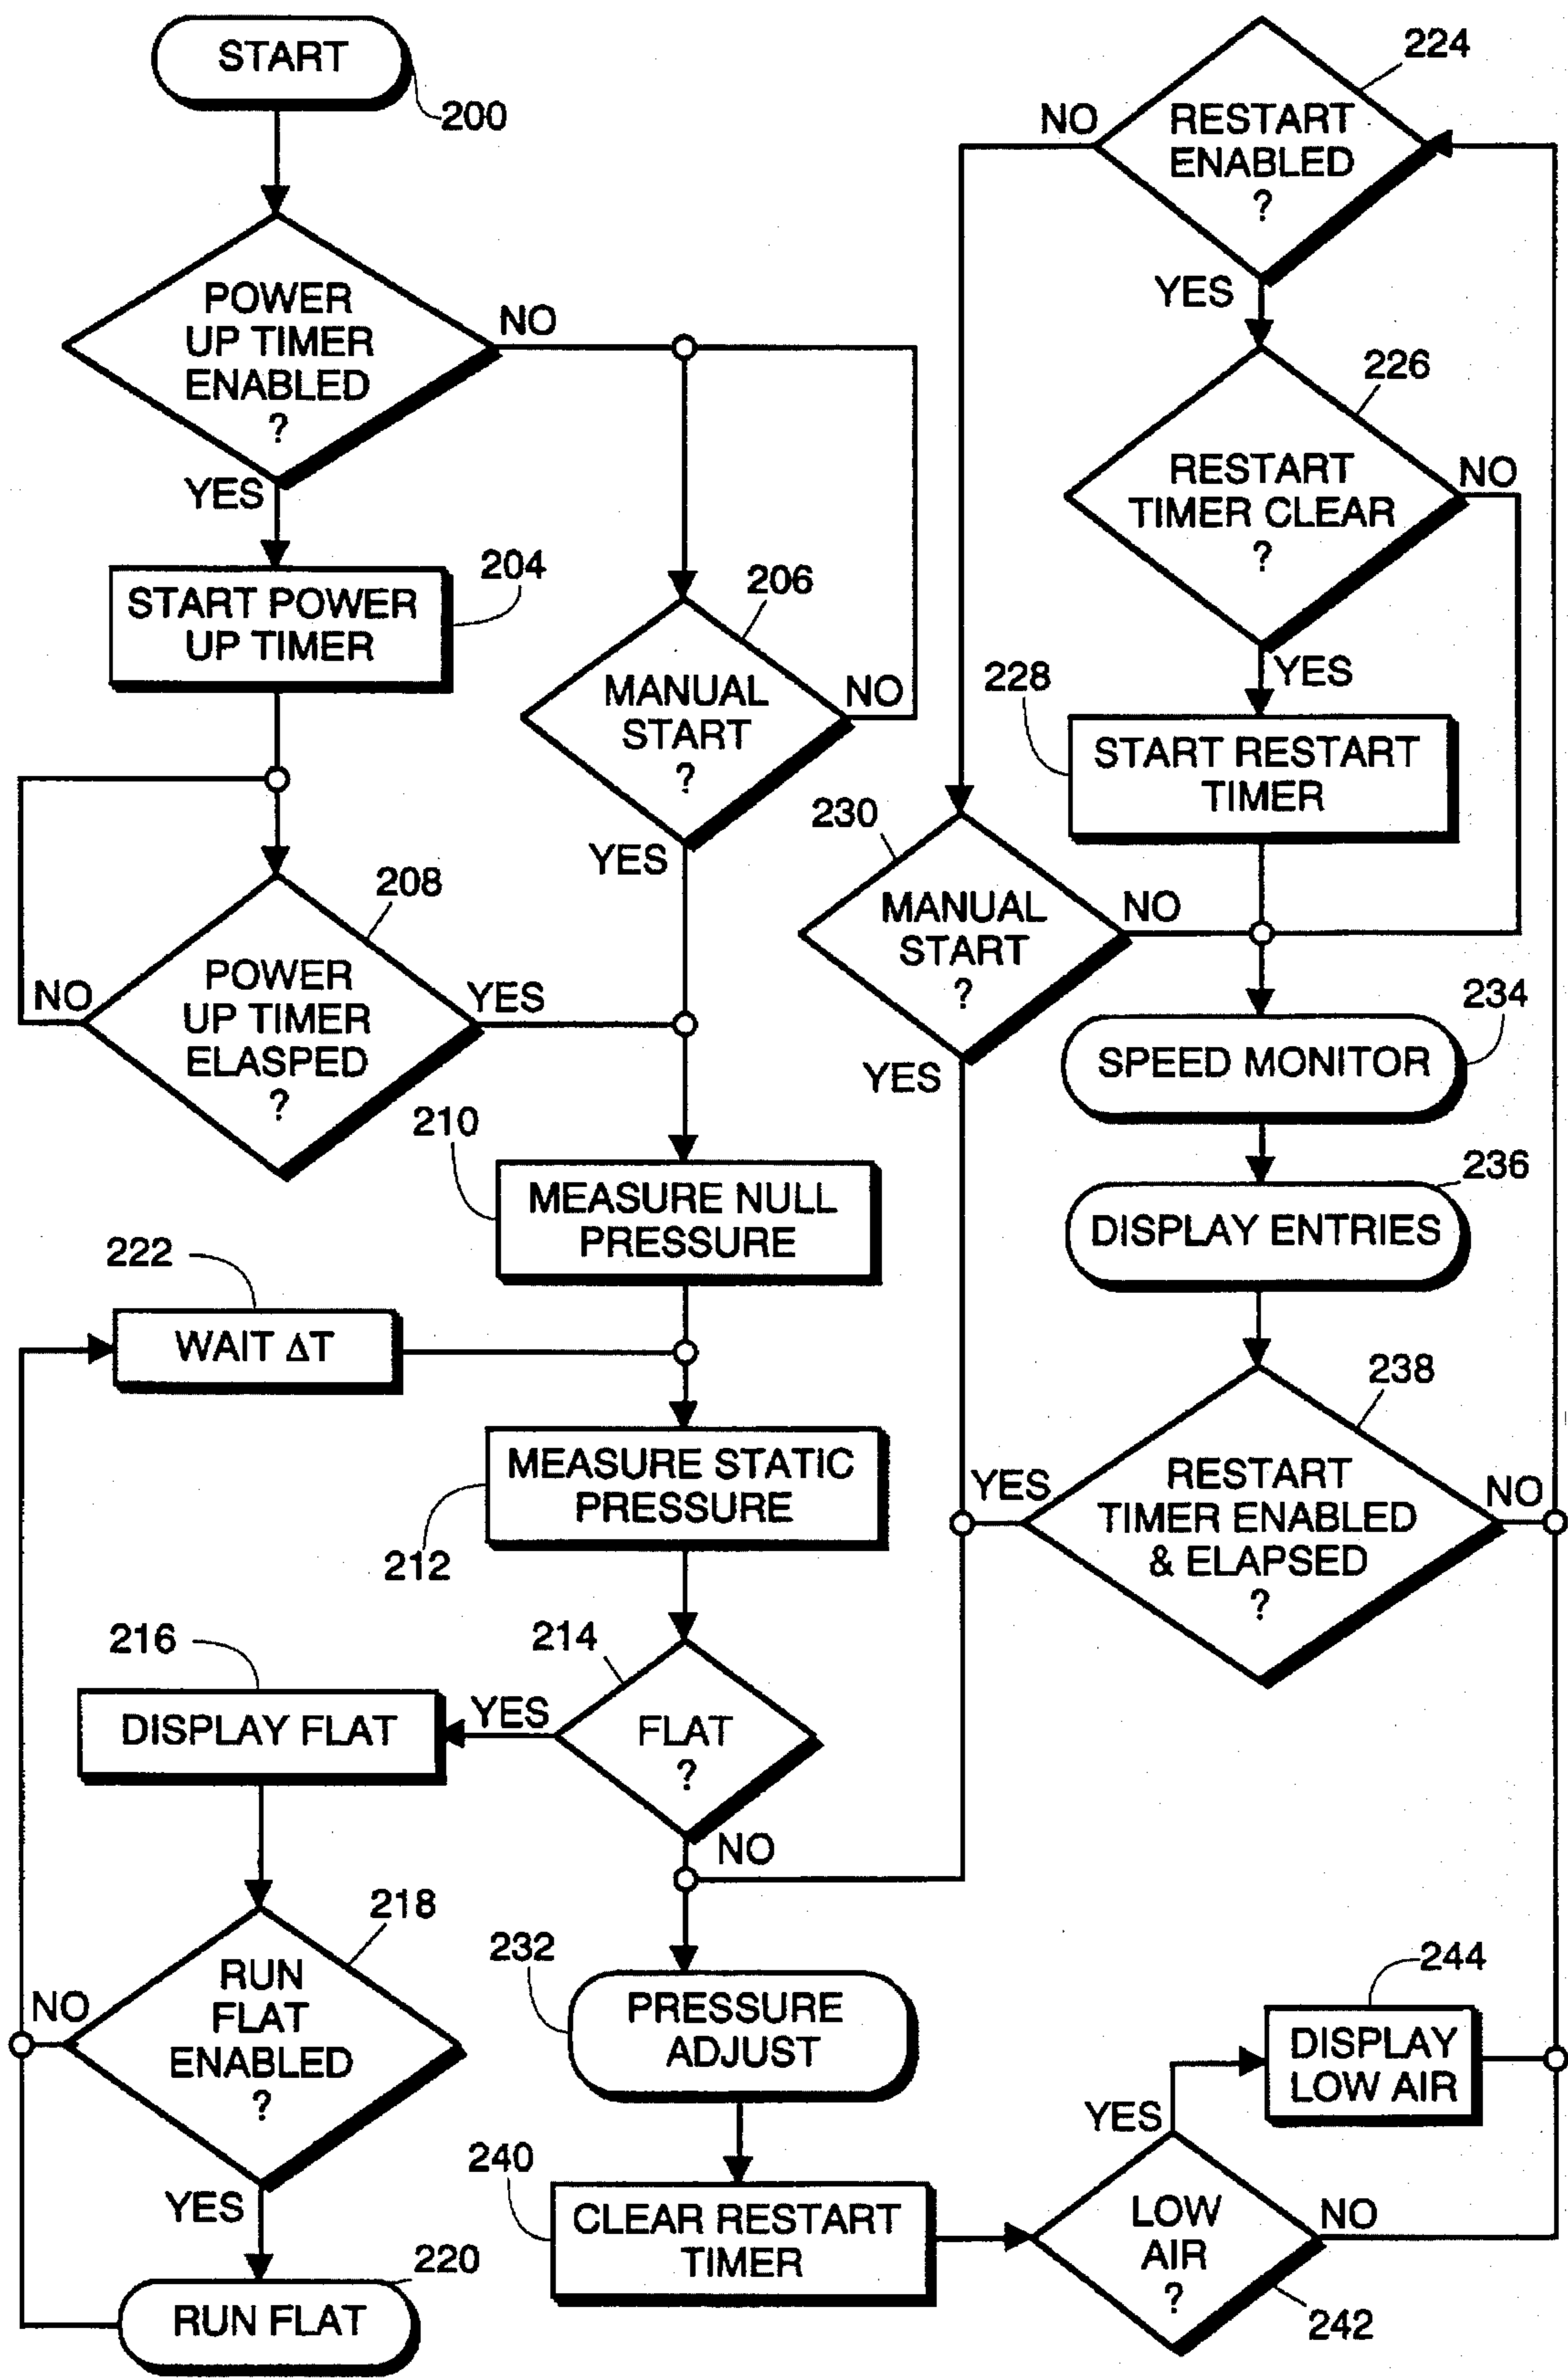 START
200
POWER
UP TIMER
ENABLED
?
NO
YES
START POWER
UP TIMER
204
MANUAL
START
?
206
NO
YES
POWER
UP TIMER
ELASPED
?
208
NO
YES
210
MEASURE NULL
PRESSURE
222
WAIT ΔT
MEASURE STATIC
PRESSURE
212
214
FLAT
?
YES
NO
216
DISPLAY FLAT
218
RUN
FLAT
ENABLED
?
NO
YES
220
RUN FLAT
224
RESTART
ENABLED
?
NO
YES
226
RESTART
TIMER CLEAR
?
NO
YES
228
START RESTART
TIMER
230
MANUAL
START
?
NO
YES
234
SPEED MONITOR
236
DISPLAY ENTRIES
238
RESTART
TIMER ENABLED
& ELAPSED
?
YES
NO
232
PRESSURE
ADJUST
240
CLEAR RESTART
TIMER
LOW
AIR
?
242
YES
NO
244
DISPLAY
LOW AIR